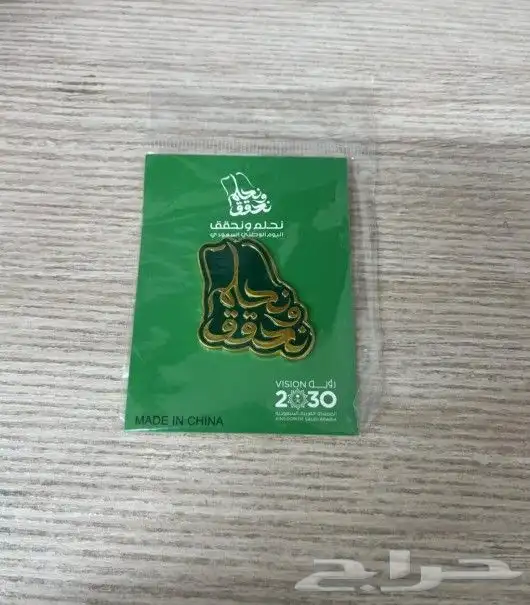 نحلم
ونحقق
نحلم ونحقق
اليوم الوطني السعودي
نحلم
ونحقق
VISION رؤيـــة
2030
المملكة العربية السعودية
KINGDOM OF SAUDI ARABIA
MADE IN CHINA
حراج